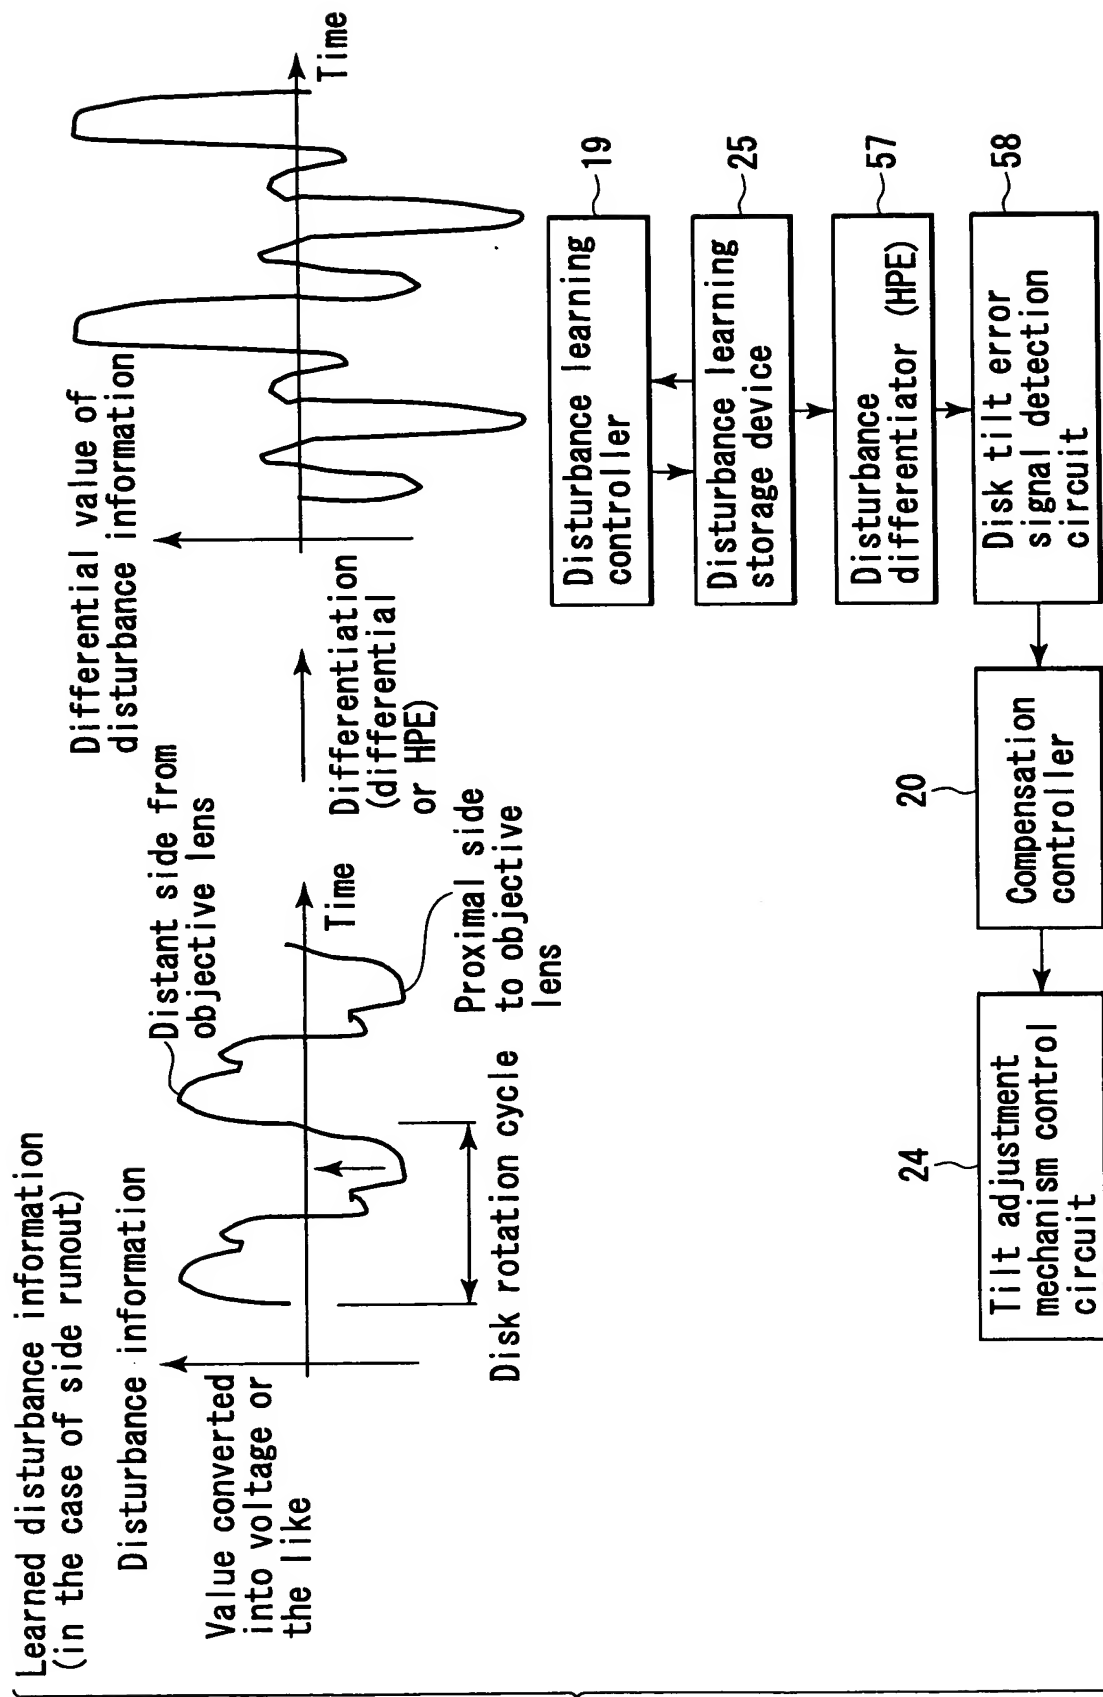 Learned disturbance information
(in the case of side runout)
Disturbance information
Value converted
into voltage or
the like
Distant side from
objective lens
Time
Proximal side
to objective
lens
Disk rotation cycle
Differentiation
(differential
or HPE)
Differential value of
disturbance information
Time
Disturbance learning
controller
19
Disturbance learning
storage device
25
Disturbance
differentiator (HPE)
57
Disk tilt error
signal detection
circuit
58
Compensation
controller
20
Tilt adjustment
mechanism control
circuit
24